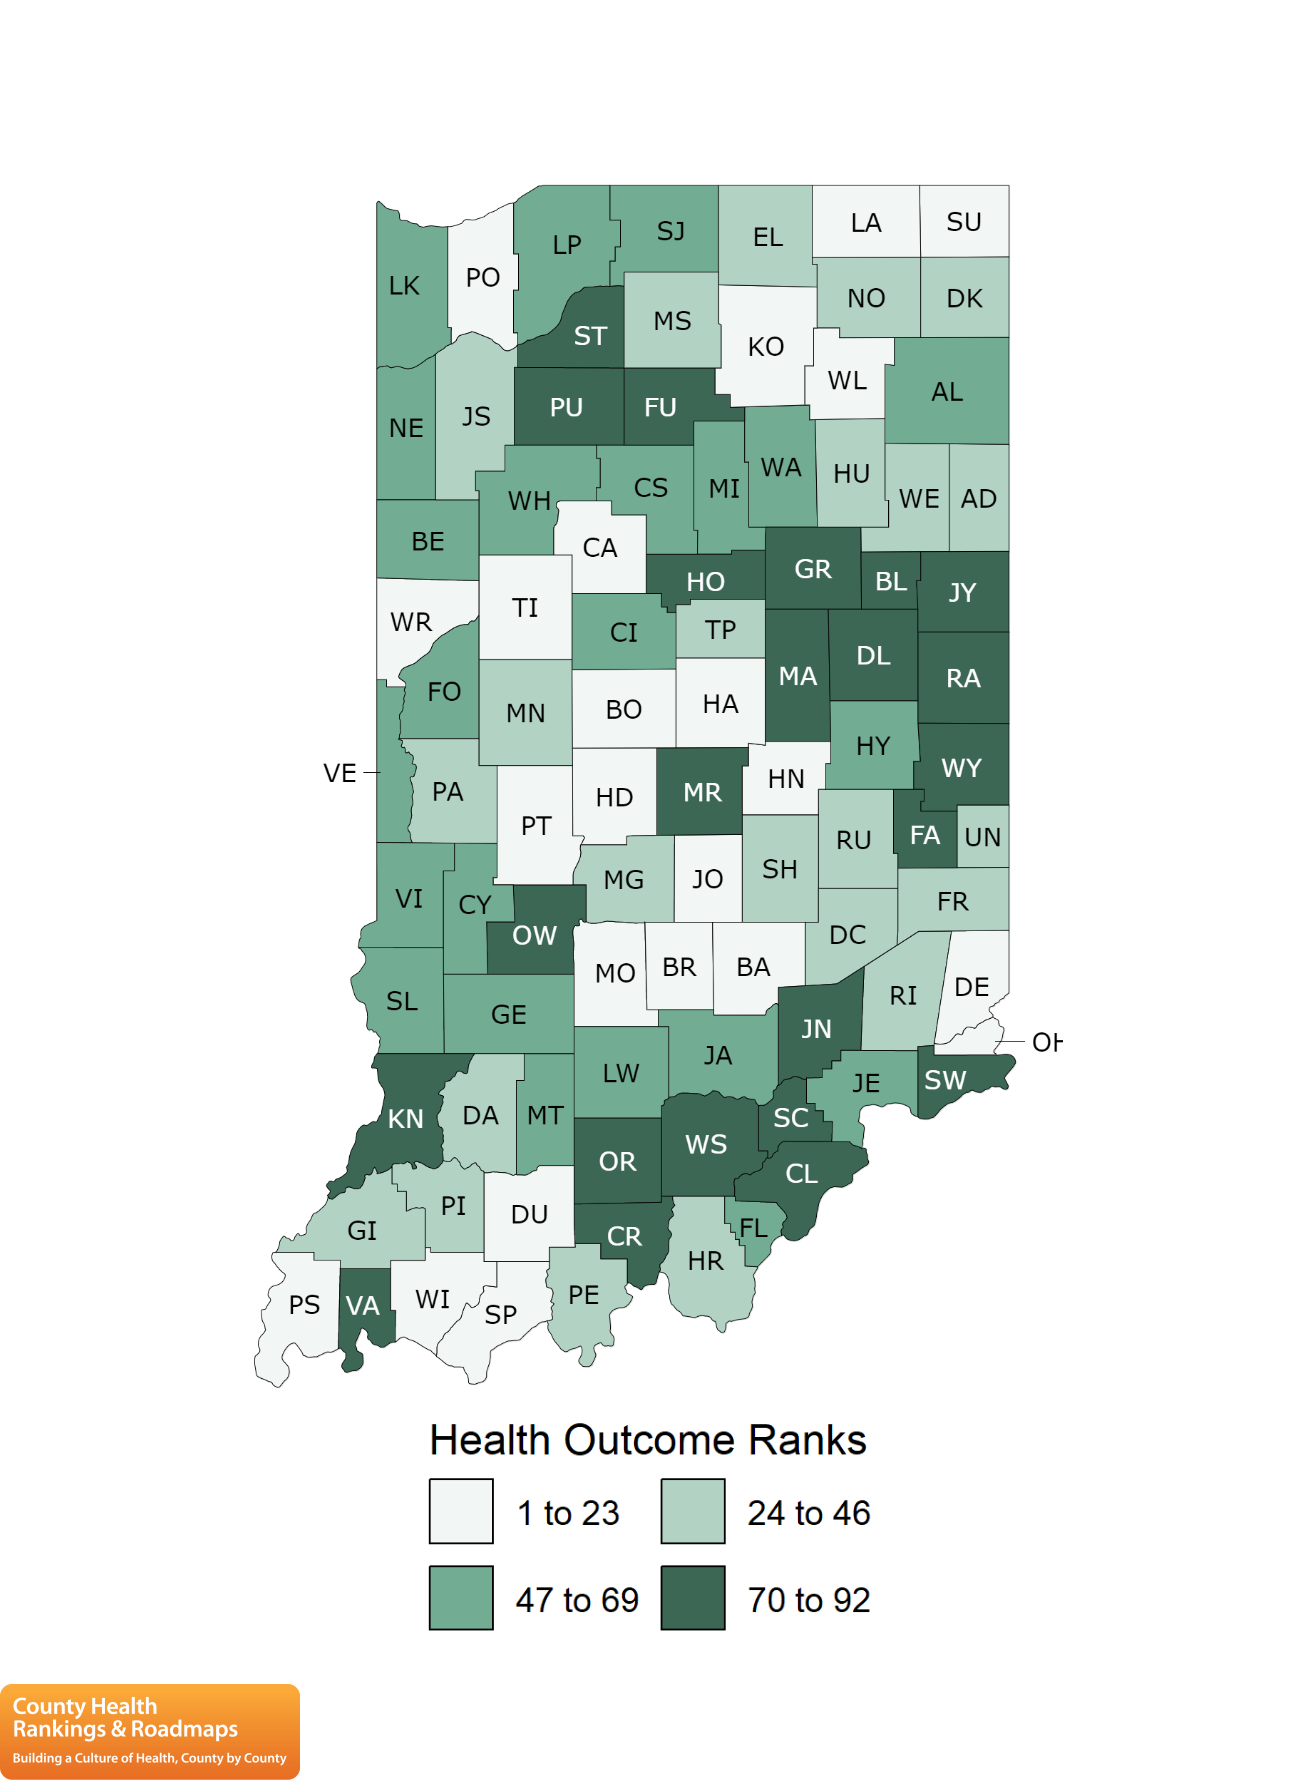 LA
SU
SJ
EL
LP
PO
LK
NO
DK
MS
ST
KO
WL
AL
PU
FU
JS
NE
WA
HU
CS
MI
WE
AD
WH
BE
CA
GR
HO
BL
JY
TI
WR
TP
CI
DL
MA
RA
FO
HA
BO
MN
HY
WY
VE
HN
PA
MR
HD
PT
FA
UN
RU
SH
MG
JO
VI
FR
CY
OW
DC
MO
BR
BA
DE
RI
SL
GE
JN
OH
JA
LW
SW
JE
KN
DA
MT
SC
WS
OR
CL
PI
DU
GI
FL
CR
HR
PE
WI
PS
VA
SP
Health Outcome Ranks
1 to 23
24 to 46
47 to 69
70 to 92
County Health
Rankings & Roadmaps
Building a Culture of Health, County by County